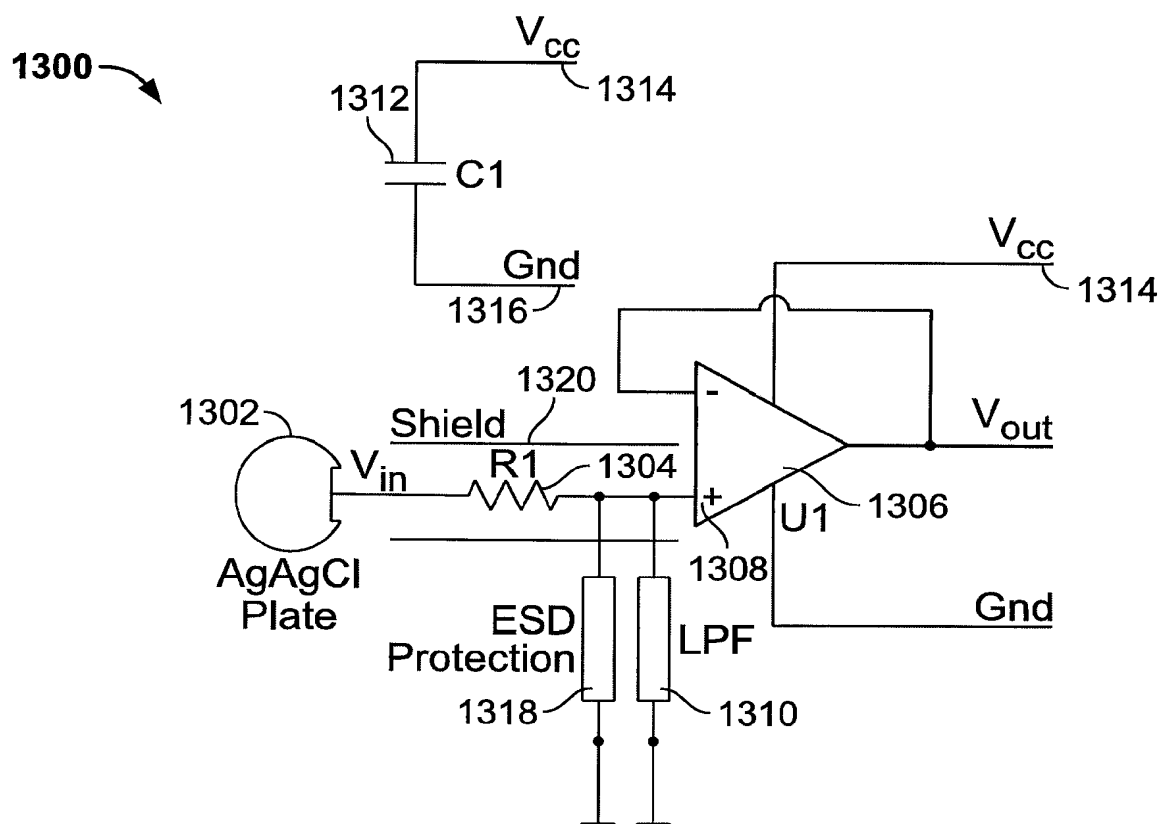 1300
Vcc
1314
1312
C1
Gnd
1316
Vcc
1314
1302
1320
Shield
Vin
R1
1304
-
+
Vout
1306
U1
1308
AgAgCl
Plate
Gnd
ESD
Protection
LPF
1318
1310